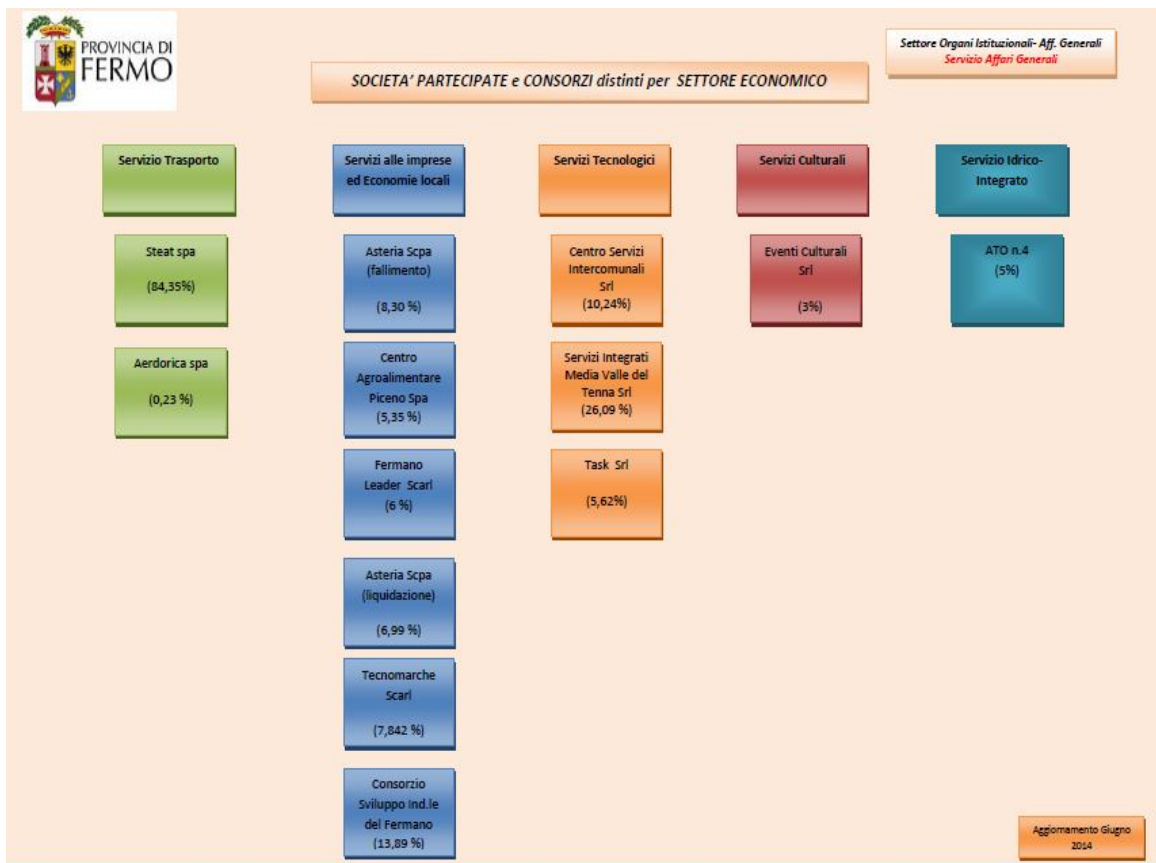 PROVINCIA DI
FERMO
Settore Organi Istituzionali- Aff. Generali
Servizio Affari Generali
SOCIETA' PARTECIPATE e CONSORZI distinti per SETTORE ECONOMICO
Servizio Trasporto
Steat spa
(84,35%)
Aerdorica spa
(0,23 %)
Servizi alle imprese
ed Economie locali
Asteria Scpa
(fallimento)
(8,30 %)
Centro
Agroalimentare
Piceno Spa
(5,35 %)
Fermano
Leader Scarl
(6 %)
Asteria Scpa
(liquidazione)
(6,99 %)
Tecnomarche
Scarl
(7,842 %)
Consorzio
Sviluppo Ind.le
del Fermano
(13,89 %)
Servizi Tecnologici
Centro Servizi
Intercomunali
Srl
(10,24%)
Servizi Integrati
Media Valle del
Tenna Srl
(26,09 %)
Task Srl
(5,62%)
Servizi Culturali
Eventi Culturali
Srl
(3%)
Servizio Idrico-
Integrato
ATO n.4
(5%)
Aggiornamento Giugno
2014